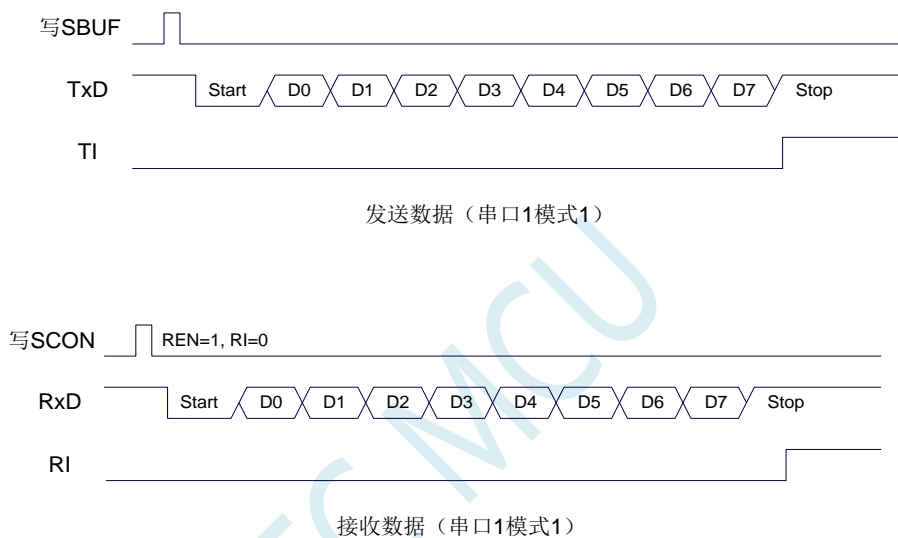 写SBUF
TxD Start D0 D1 D2 D3 D4 D5 D6 D7 Stop
TI
发送数据（串口1模式1）
写SCON REN=1, RI=0
RxD Start D0 D1 D2 D3 D4 D5 D6 D7 Stop
RI
接收数据（串口1模式1）
MCU